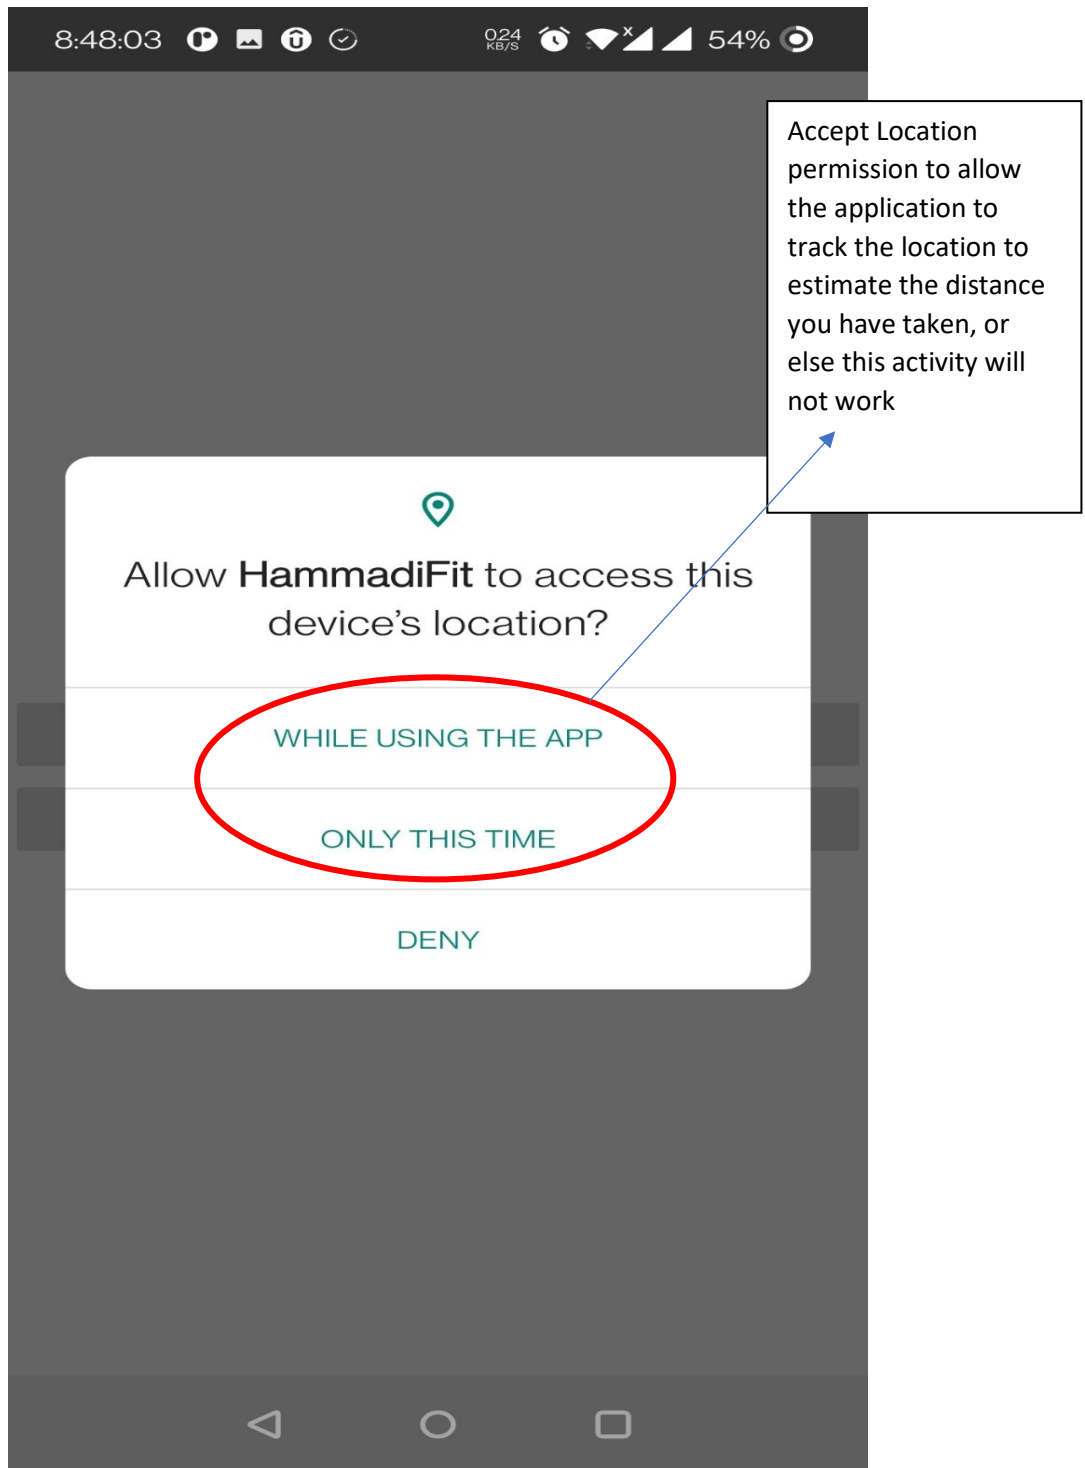 8:48:03
0.24
KB/S
54%
Accept Location
permission to allow
the application to
track the location to
estimate the distance
you have taken, or
else this activity will
not work
Allow HammadiFit to access this
device's location?
WHILE USING THE APP
ONLY THIS TIME
DENY